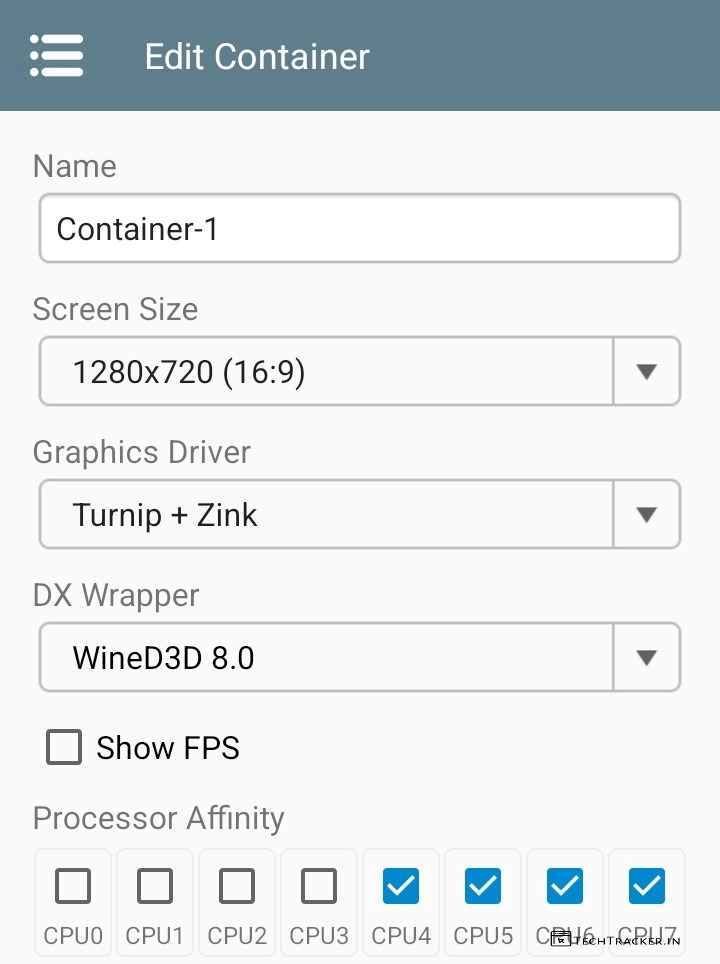 Edit Container
Name
Container-1
Screen Size
1280x720 (16:9)
Graphics Driver
Turnip + Zink
DX Wrapper
WineD3D 8.0
Show FPS
Processor Affinity
CPU0 CPU1 CPU2 CPU3 CPU4 CPU5 CPU6 CPU7
TECHTRACKER.IN